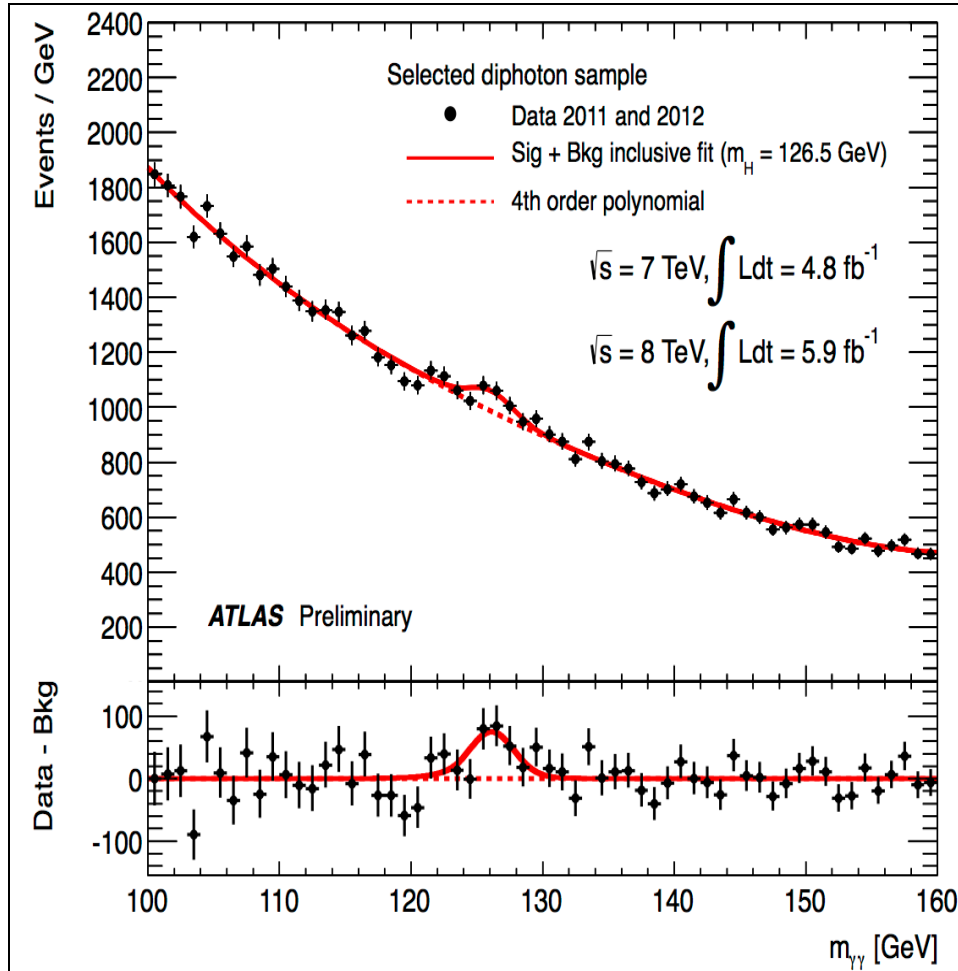 Events / GeV
2400
2200
2000
1800
1600
1400
1200
1000
800
600
400
200
Selected diphoton sample
Data 2011 and 2012
Sig + Bkg inclusive fit (m_H = 126.5 GeV)
4th order polynomial
√s = 7 TeV, ∫ Ldt = 4.8 fb⁻¹
√s = 8 TeV, ∫ Ldt = 5.9 fb⁻¹
ATLAS Preliminary
Data - Bkg
100
0
-100
100 110 120 130 140 150 160
m_γγ [GeV]